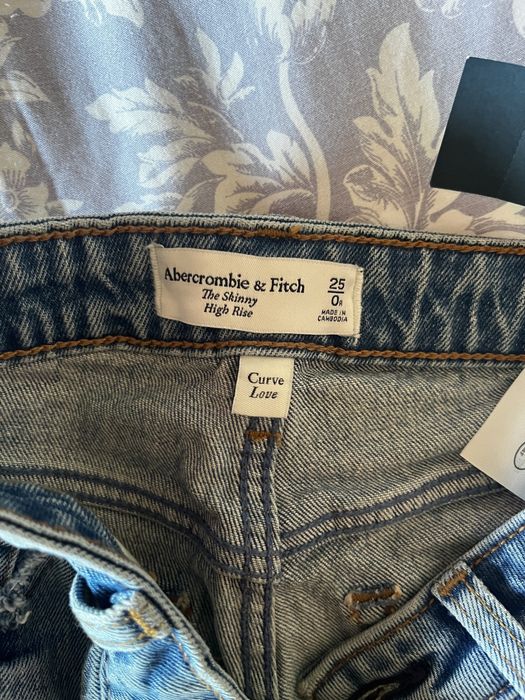 Abercrombie & Fitch
The Skinny
High Rise
25
0R
MADE IN
CAMBODIA
Curve
Love